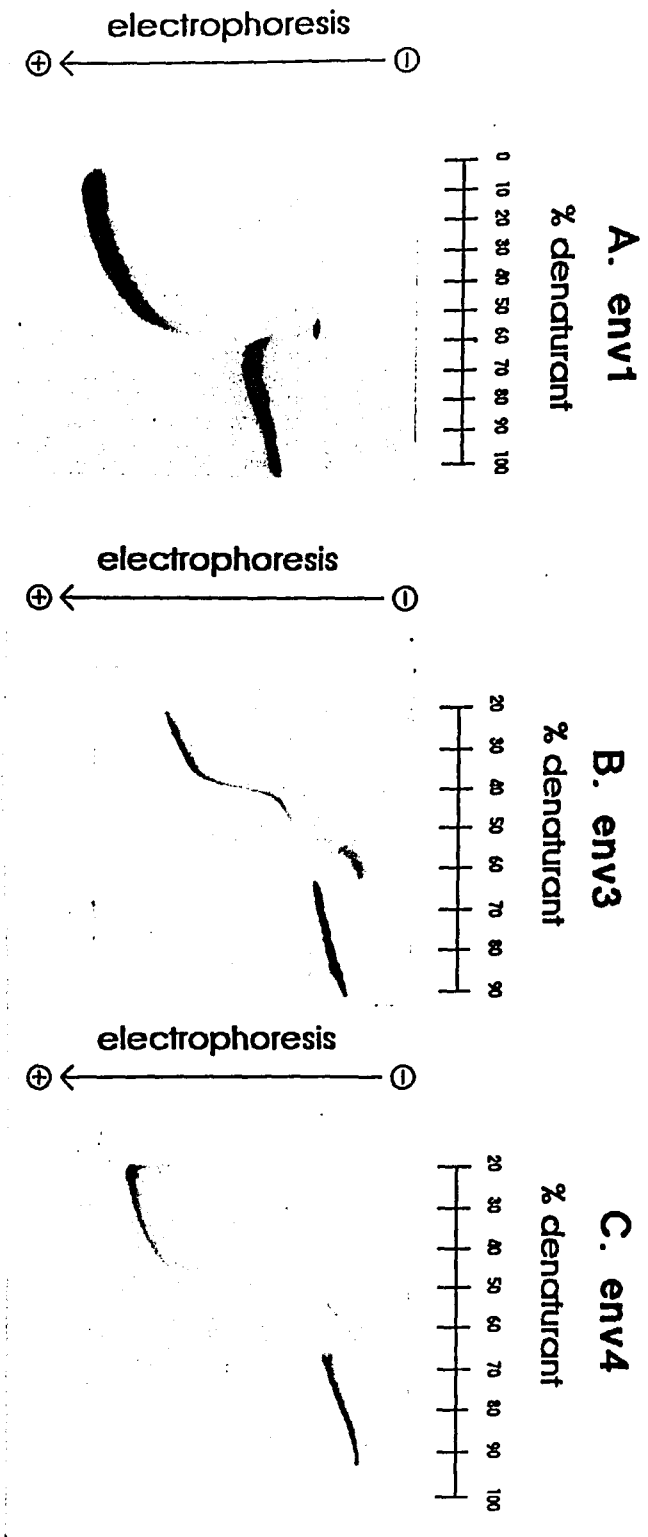 A. env1
% denaturant
0 10 20 30 40 50 60 70 80 90 100
⊖
electrophoresis
⊕
B. env3
% denaturant
20 30 40 50 60 70 80 90
⊖
electrophoresis
⊕
C. env4
% denaturant
20 30 40 50 60 70 80 90 100
⊖
electrophoresis
⊕